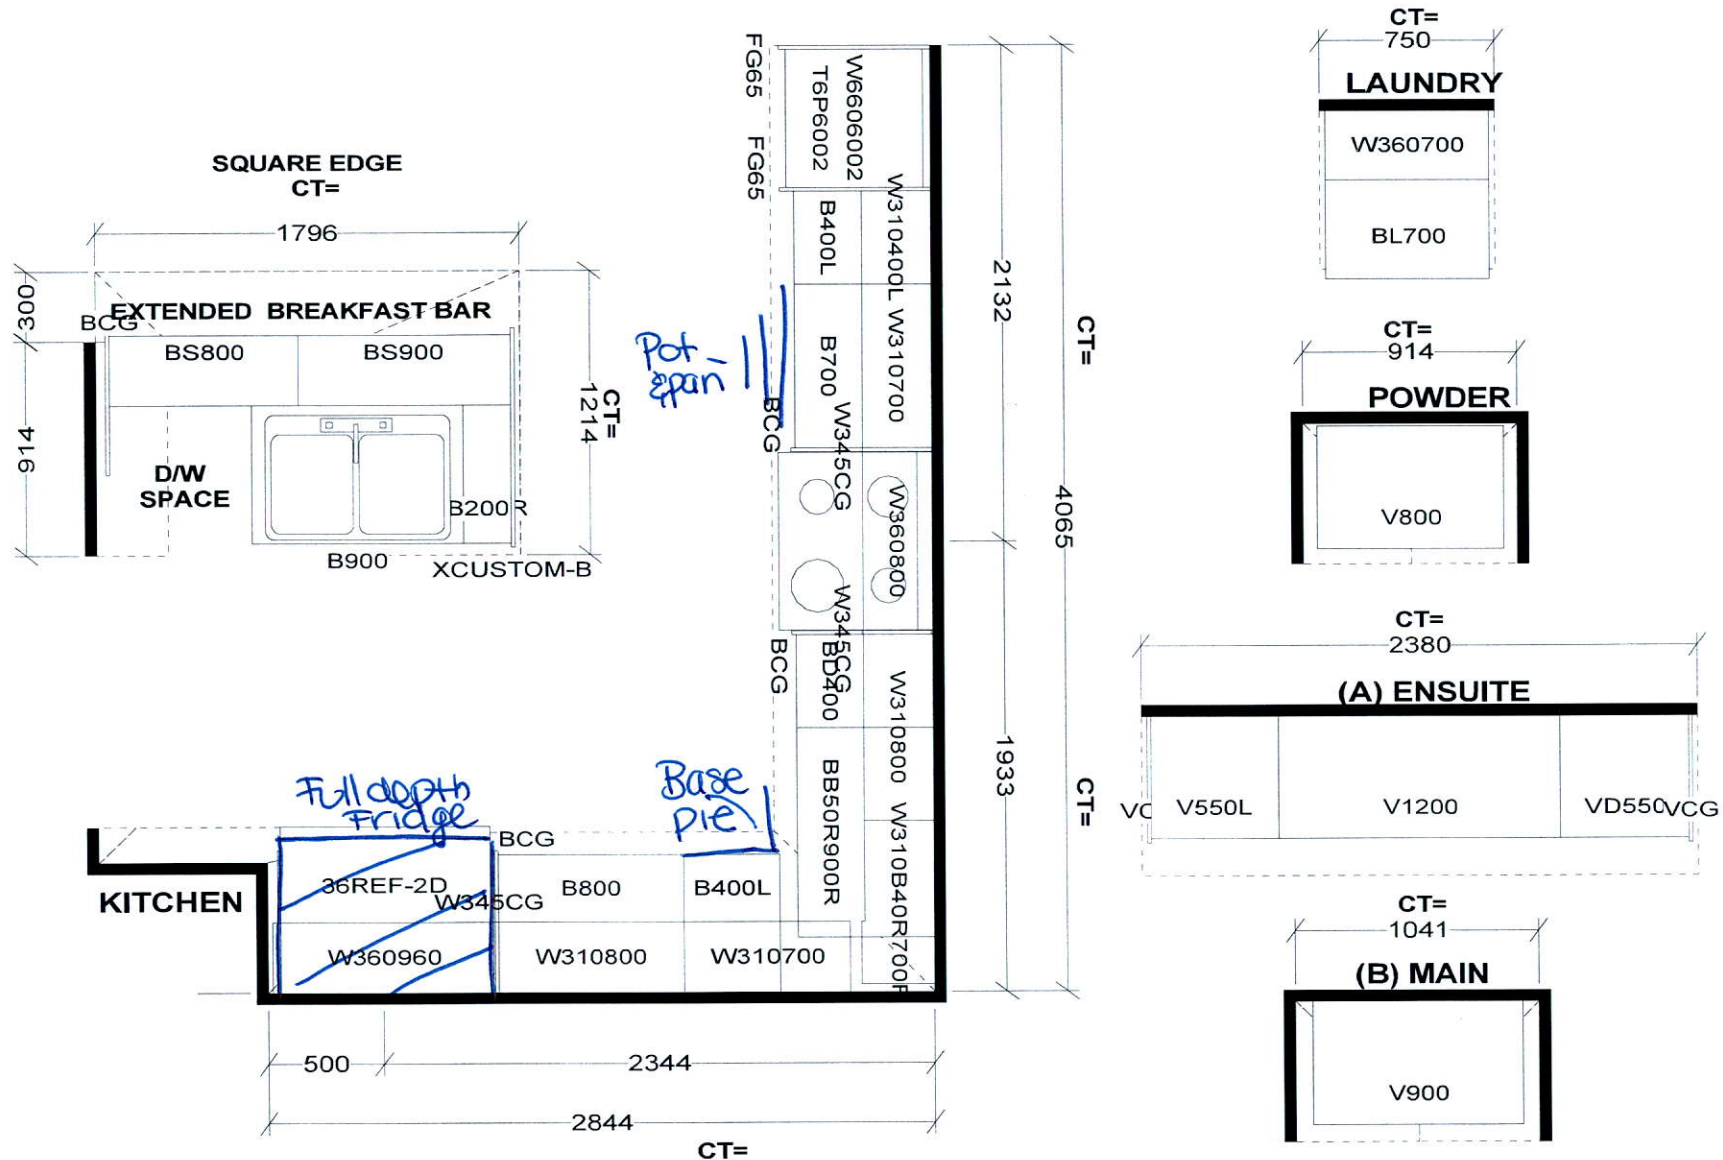 SQUARE EDGE
CT=
1796
300
EXTENDED BREAKFAST BAR
BCG
BS800
BS900
914
D/W
SPACE
B200R
B900
XCUSTOM-B
CT=
1214
FG65
FG65
T6P6002
W6606002
B400L
W310400L
B700
W310700
Pot
&pan
BCG
W345CG
W360800
W345CG
BCG
BD400
W310800
BB50R900R
W310B40R700R
2132
1933
4065
CT=
CT=
Full depth
Fridge
Base
pie
KITCHEN
BCG
36REF-2D
W345CG
B800
B400L
W360960
W310800
W310700
500
2344
2844
CT=
CT=
750
LAUNDRY
W360700
BL700
CT=
914
POWDER
V800
CT=
2380
(A) ENSUITE
V550L
V1200
VD550
VCG
CT=
1041
(B) MAIN
V900